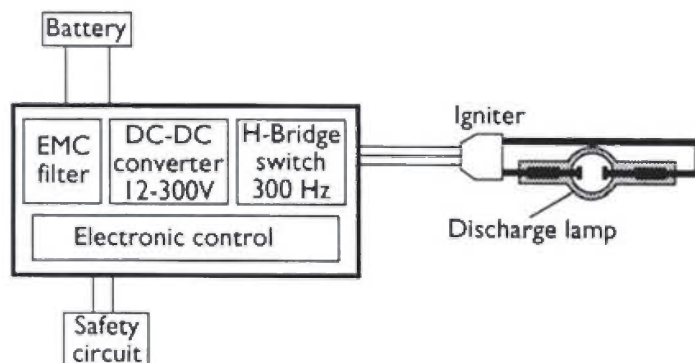 Battery
EMC
filter
DC-DC
converter
12-300V
H-Bridge
switch
300 Hz
Electronic control
Safety
circuit
Igniter
Discharge lamp